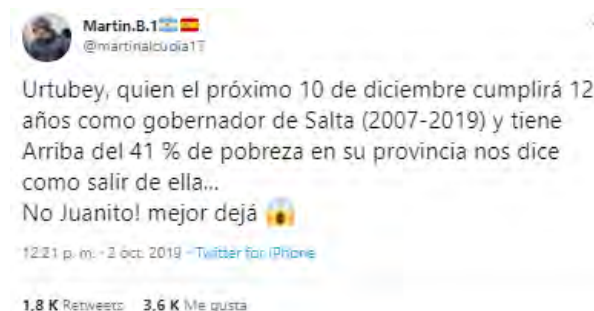 Martin.B.1🇦🇷🇪🇸
@martinalcudia17
Urtubey, quien el próximo 10 de diciembre cumplirá 12
años como gobernador de Salta (2007-2019) y tiene
Arriba del 41 % de pobreza en su provincia nos dice
como salir de ella...
No Juanito! mejor dejá 😱
12:21 p. m. · 2 oct. 2019 · Twitter for iPhone
1,8 K Retweets 3,6 K Me gusta